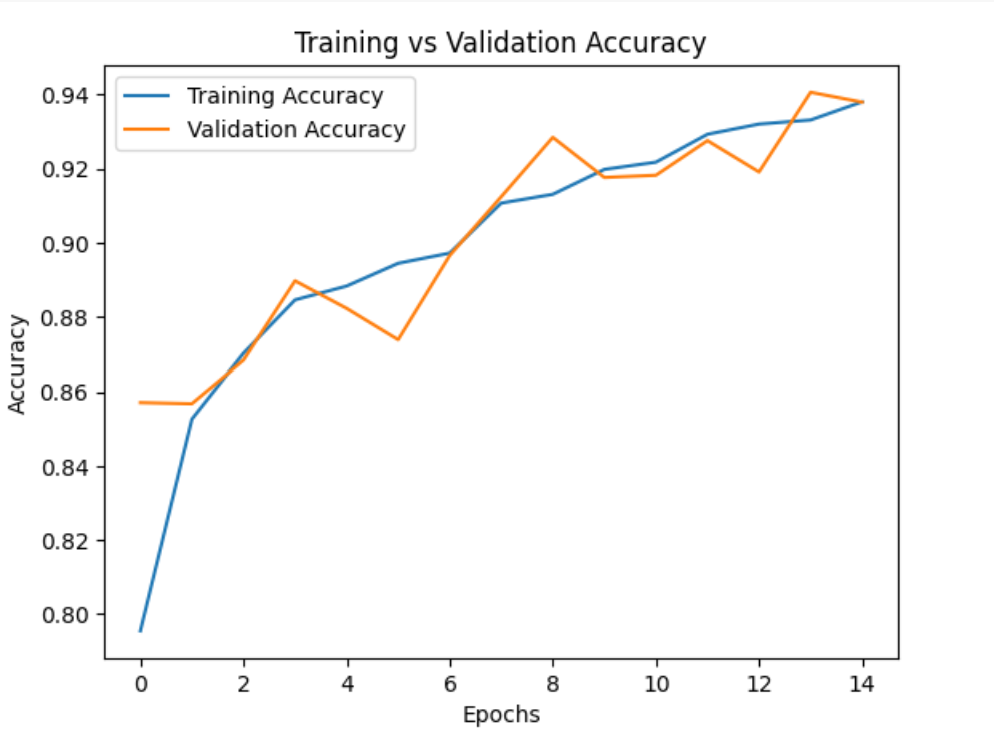 Training vs Validation Accuracy
Training Accuracy
Validation Accuracy
0.94
0.92
0.90
0.88
0.86
0.84
0.82
0.80
Accuracy
0 2 4 6 8 10 12 14
Epochs